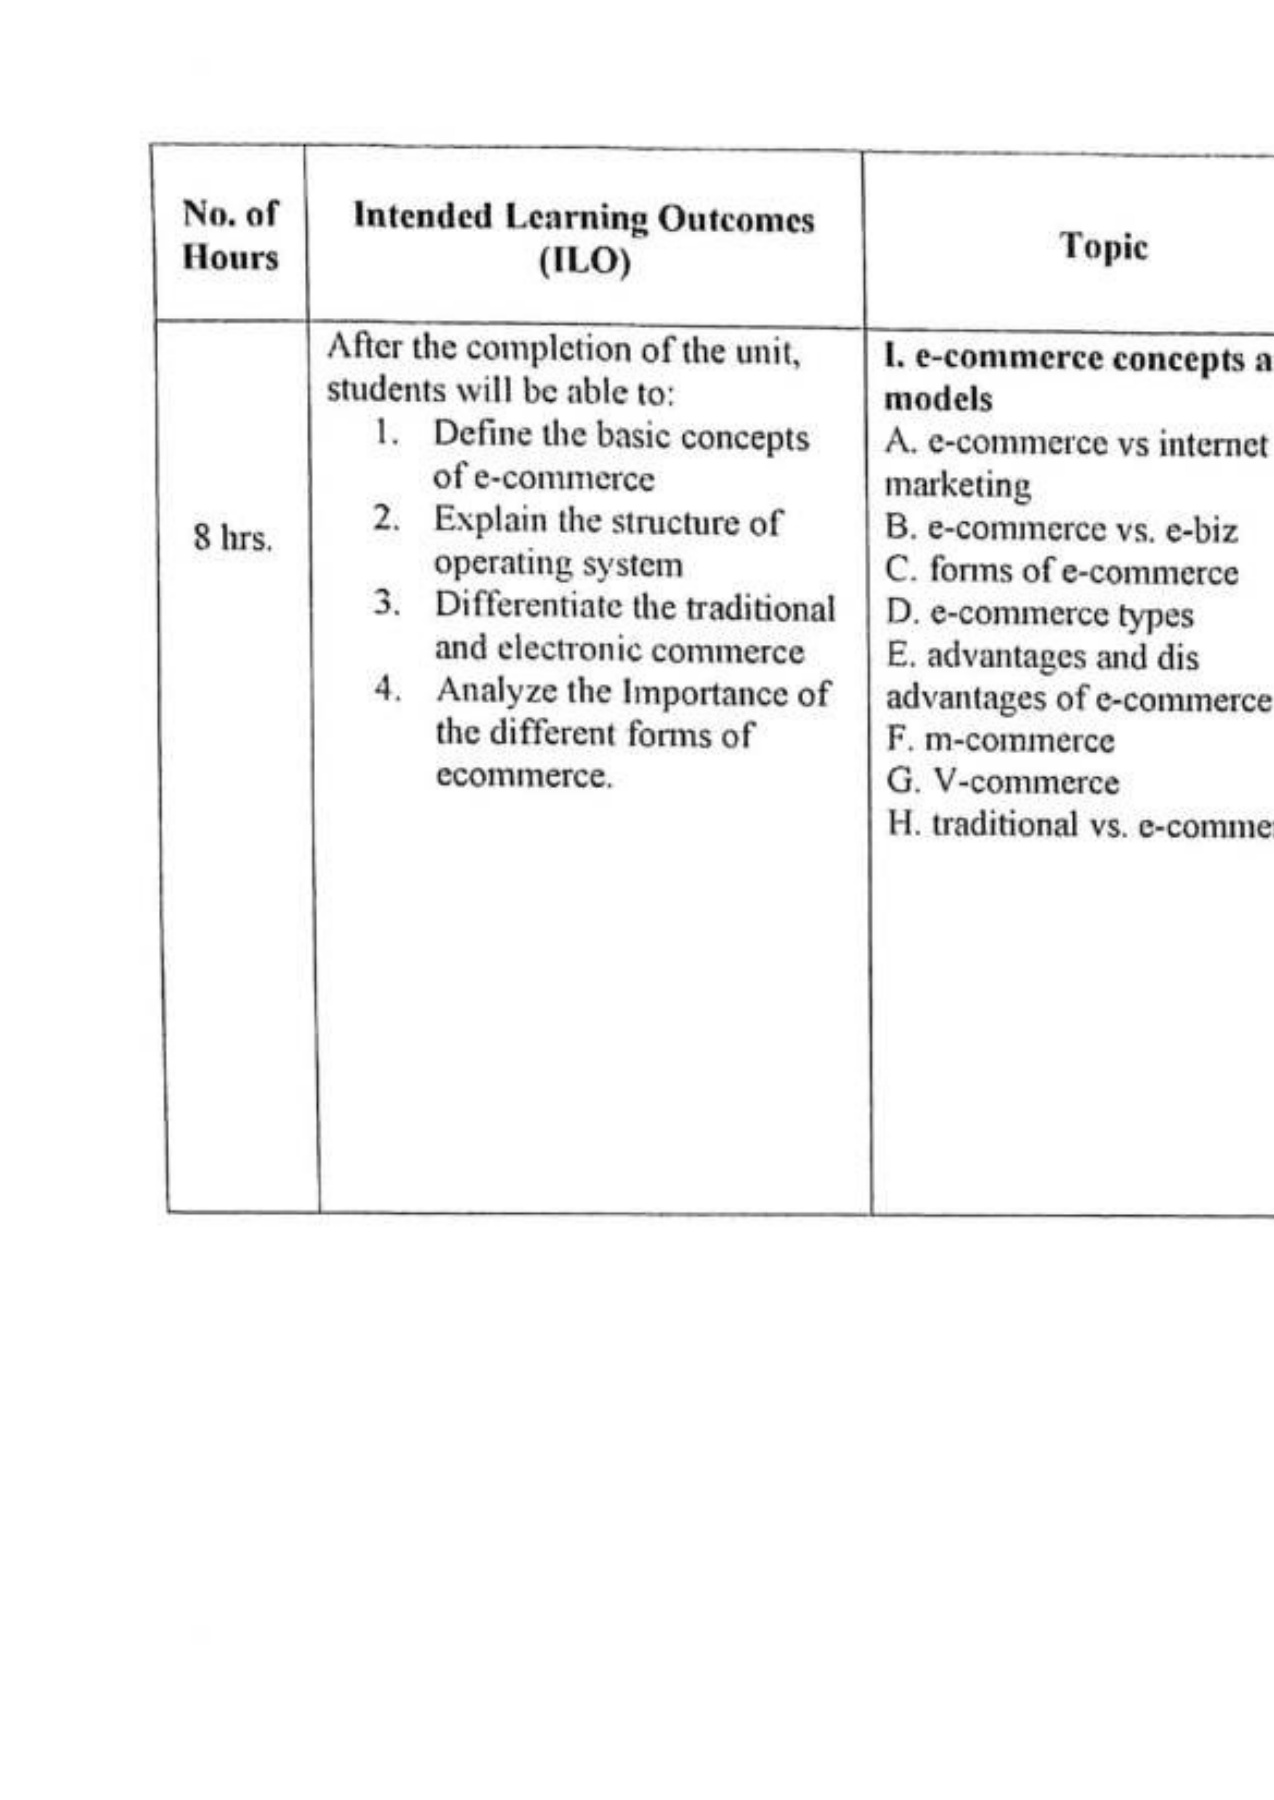 No. of
Hours
Intended Learning Outcomes
(ILO)
Topic
8 hrs.
After the completion of the unit,
students will be able to:
1. Define the basic concepts
of e-commerce
2. Explain the structure of
operating system
3. Differentiate the traditional
and electronic commerce
4. Analyze the Importance of
the different forms of
ecommerce.
I. e-commerce concepts a
models
A. e-commerce vs internet
marketing
B. e-commerce vs. e-biz
C. forms of e-commerce
D. e-commerce types
E. advantages and dis
advantages of e-commerce
F. m-commerce
G. V-commerce
H. traditional vs. e-comme